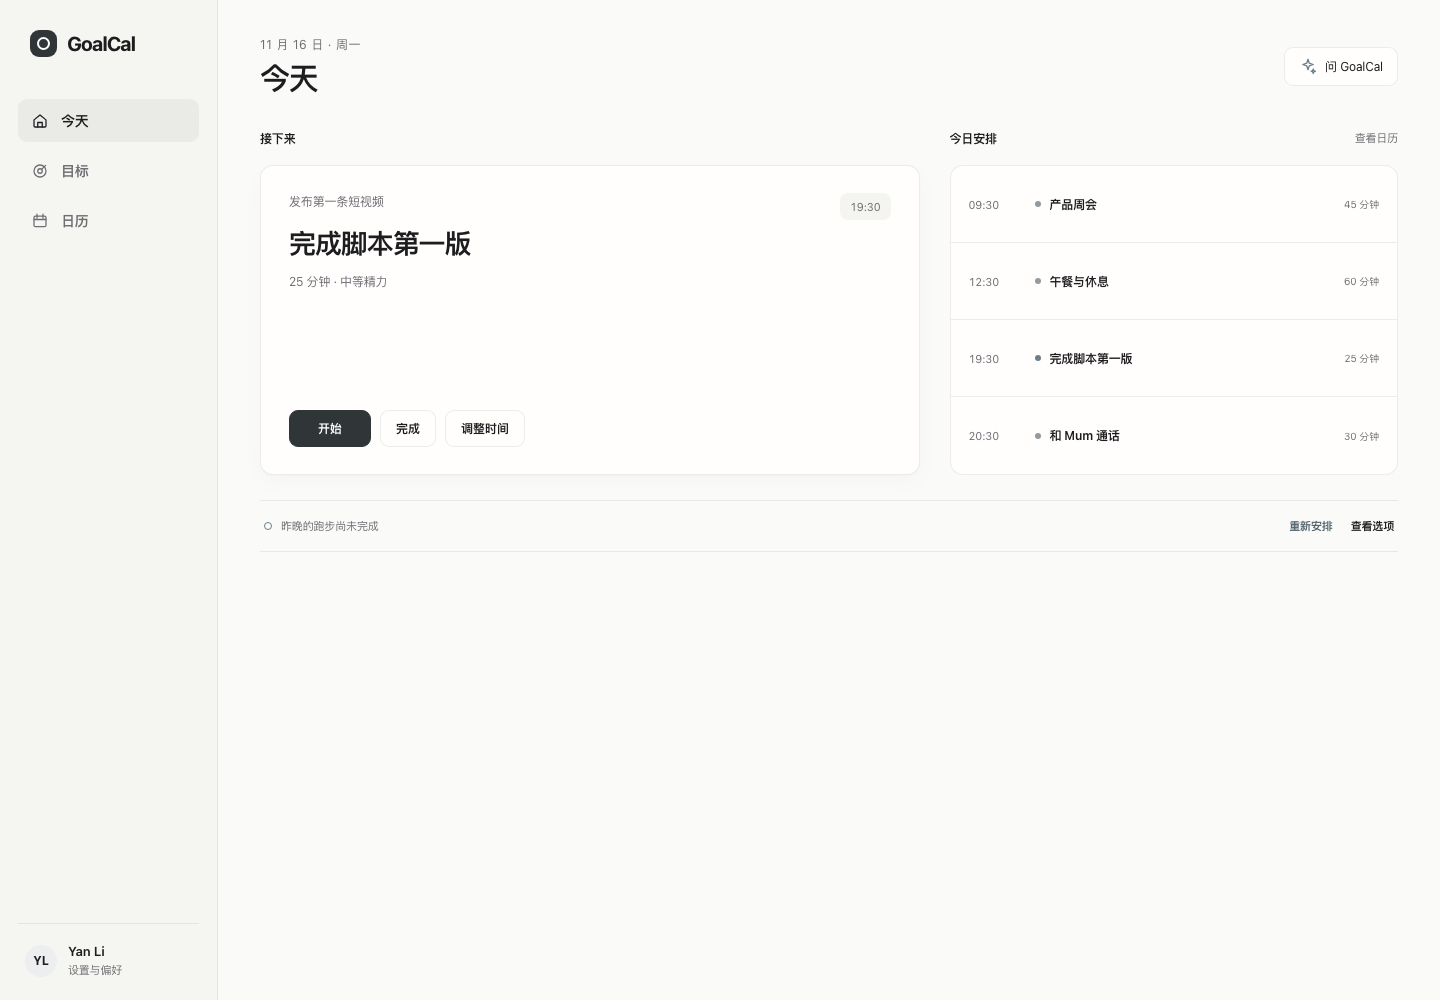 GoalCal
今天
目标
日历
Yan Li
YL
设置与偏好
11 月 16 日 · 周一
今天
问 GoalCal
接下来
发布第一条短视频
19:30
完成脚本第一版
25 分钟 · 中等精力
开始
完成
调整时间
今日安排
查看日历
09:30 产品周会 45 分钟
12:30 午餐与休息 60 分钟
19:30 完成脚本第一版 25 分钟
20:30 和 Mum 通话 30 分钟
昨晚的跑步尚未完成
重新安排
查看选项